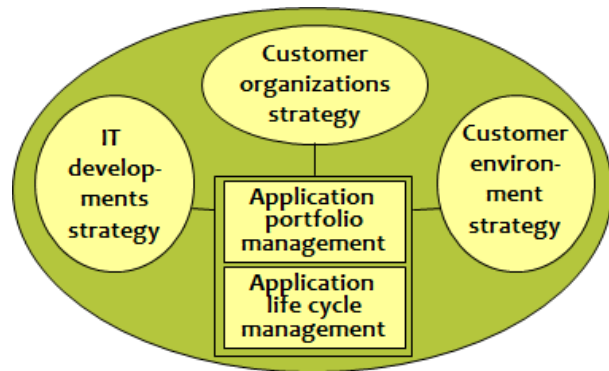 Customer
organizations
strategy
IT
develop-
ments
strategy
Customer
environ-
ment
strategy
Application
portfolio
management
Application
life cycle
management